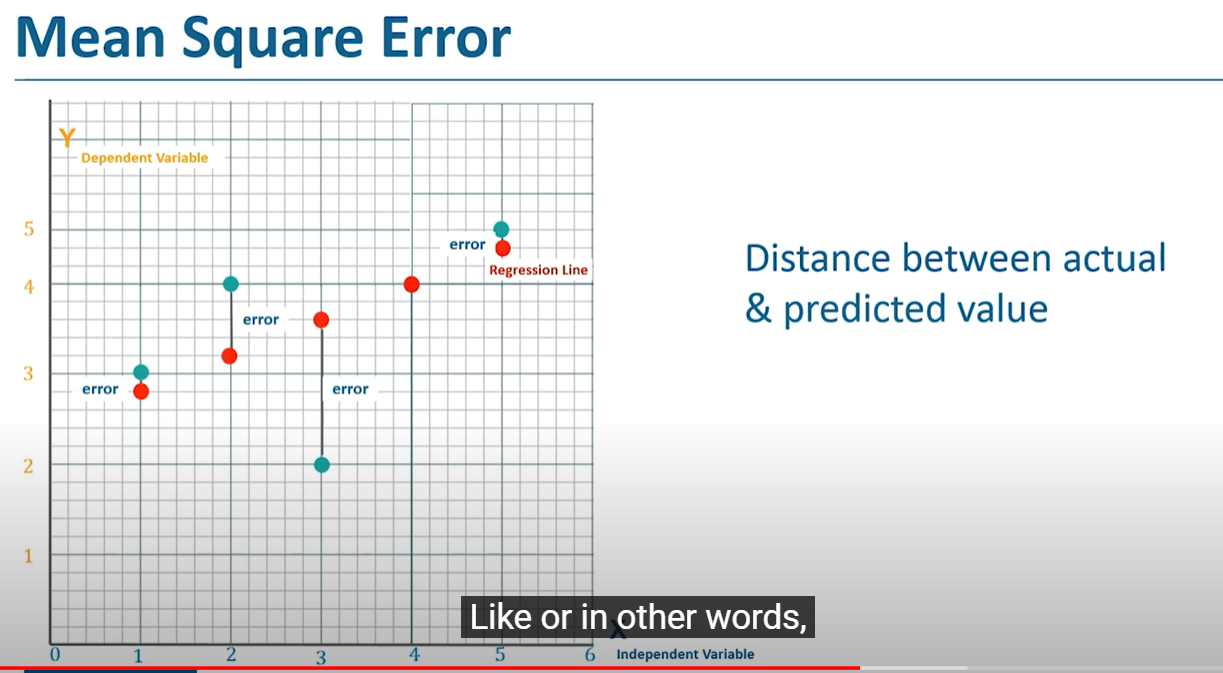 Mean Square Error
Y
Dependent Variable
5
error
Regression Line
Distance between actual
& predicted value
4
error
3
error
error
2
1
Like or in other words,
X
0 1 2 3 4 5 6 Independent Variable